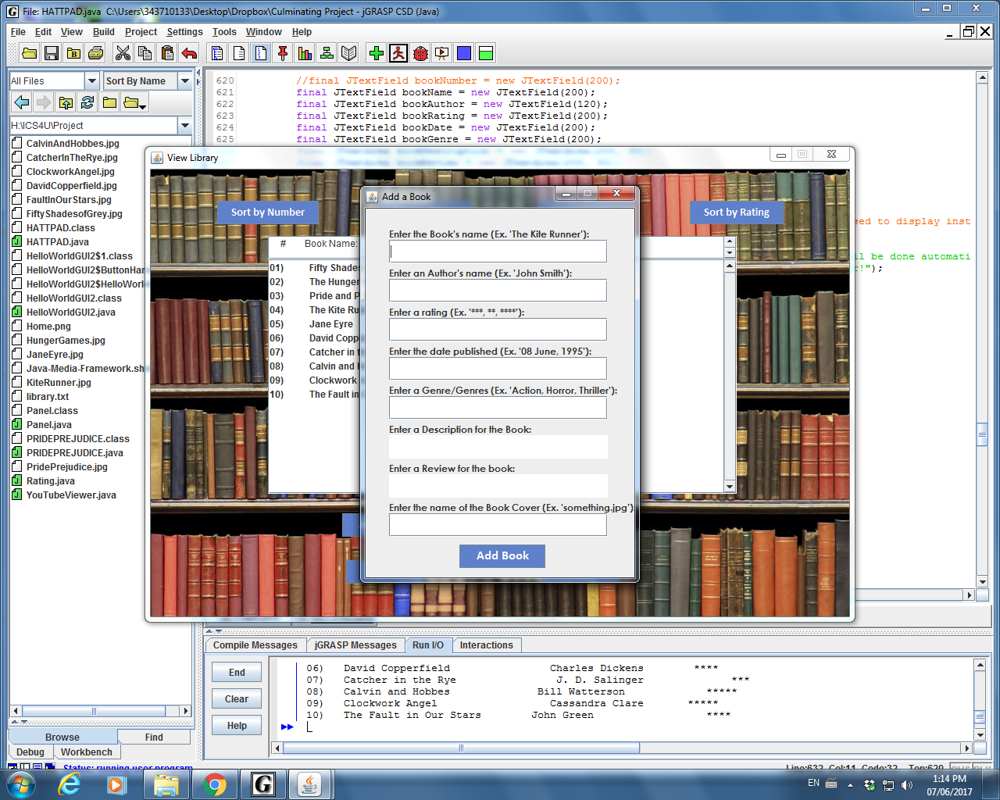 File: HATTPAD.java  C:\Users\343710133\Desktop\Dropbox\Culminating Project - jGRASP CSD (Java)
File Edit View Build Project Settings Tools Window Help
All Files Sort By Name
H:\ICS4U\Project
CalvinAndHobbes.jpg
CatcherInTheRye.jpg
ClockworkAngel.jpg
DavidCopperfield.jpg
FaultInOurStars.jpg
FiftyShadesofGrey.jpg
HATTPAD.class
HATTPAD.java
HelloWorldGUI2$1.class
HelloWorldGUI2$ButtonHan
HelloWorldGUI2$HelloWorl
HelloWorldGUI2.class
HelloWorldGUI2.java
Home.png
HungerGames.jpg
JaneEyre.jpg
Java-Media-Framework.sh
KiteRunner.jpg
library.txt
Panel.class
Panel.java
PRIDEPREJUDICE.class
PRIDEPREJUDICE.java
PridePrejudice.jpg
Rating.java
YouTubeViewer.java
Browse Find
Debug Workbench
620 //final JTextField bookNumber = new JTextField(200);
621 final JTextField bookName = new JTextField(200);
622 final JTextField bookAuthor = new JTextField(120);
623 final JTextField bookRating = new JTextField(200);
624 final JTextField bookDate = new JTextField(200);
625 final JTextField bookGenre = new JTextField(200);
sed to display inst
ll be done automati
r!");
View Library
Sort by Number
Sort by Rating
# Book Name:
01) Fifty Shades
02) The Hunger
03) Pride and P
04) The Kite Ru
05) Jane Eyre
06) David Coppe
07) Catcher in t
08) Calvin and H
09) Clockwork
10) The Fault in
Add a Book
Enter the Book's name (Ex. 'The Kite Runner'):
Enter an Author's name (Ex. 'John Smith'):
Enter a rating (Ex. '***, **, ****'):
Enter the date published (Ex. '08 June, 1995'):
Enter a Genre/Genres (Ex. 'Action, Horror, Thriller'):
Enter a Description for the Book:
Enter a Review for the book:
Enter the name of the Book Cover (Ex. 'something.jpg')
Add Book
Compile Messages jGRASP Messages Run I/O Interactions
End
Clear
Help
06) David Copperfield Charles Dickens ****
07) Catcher in the Rye J. D. Salinger ***
08) Calvin and Hobbes Bill Watterson *****
09) Clockwork Angel Cassandra Clare *****
10) The Fault in Our Stars John Green ****
Status: running user program
Line:632 Col:11 Code:32 Top:620
EN
1:14 PM
07/06/2017